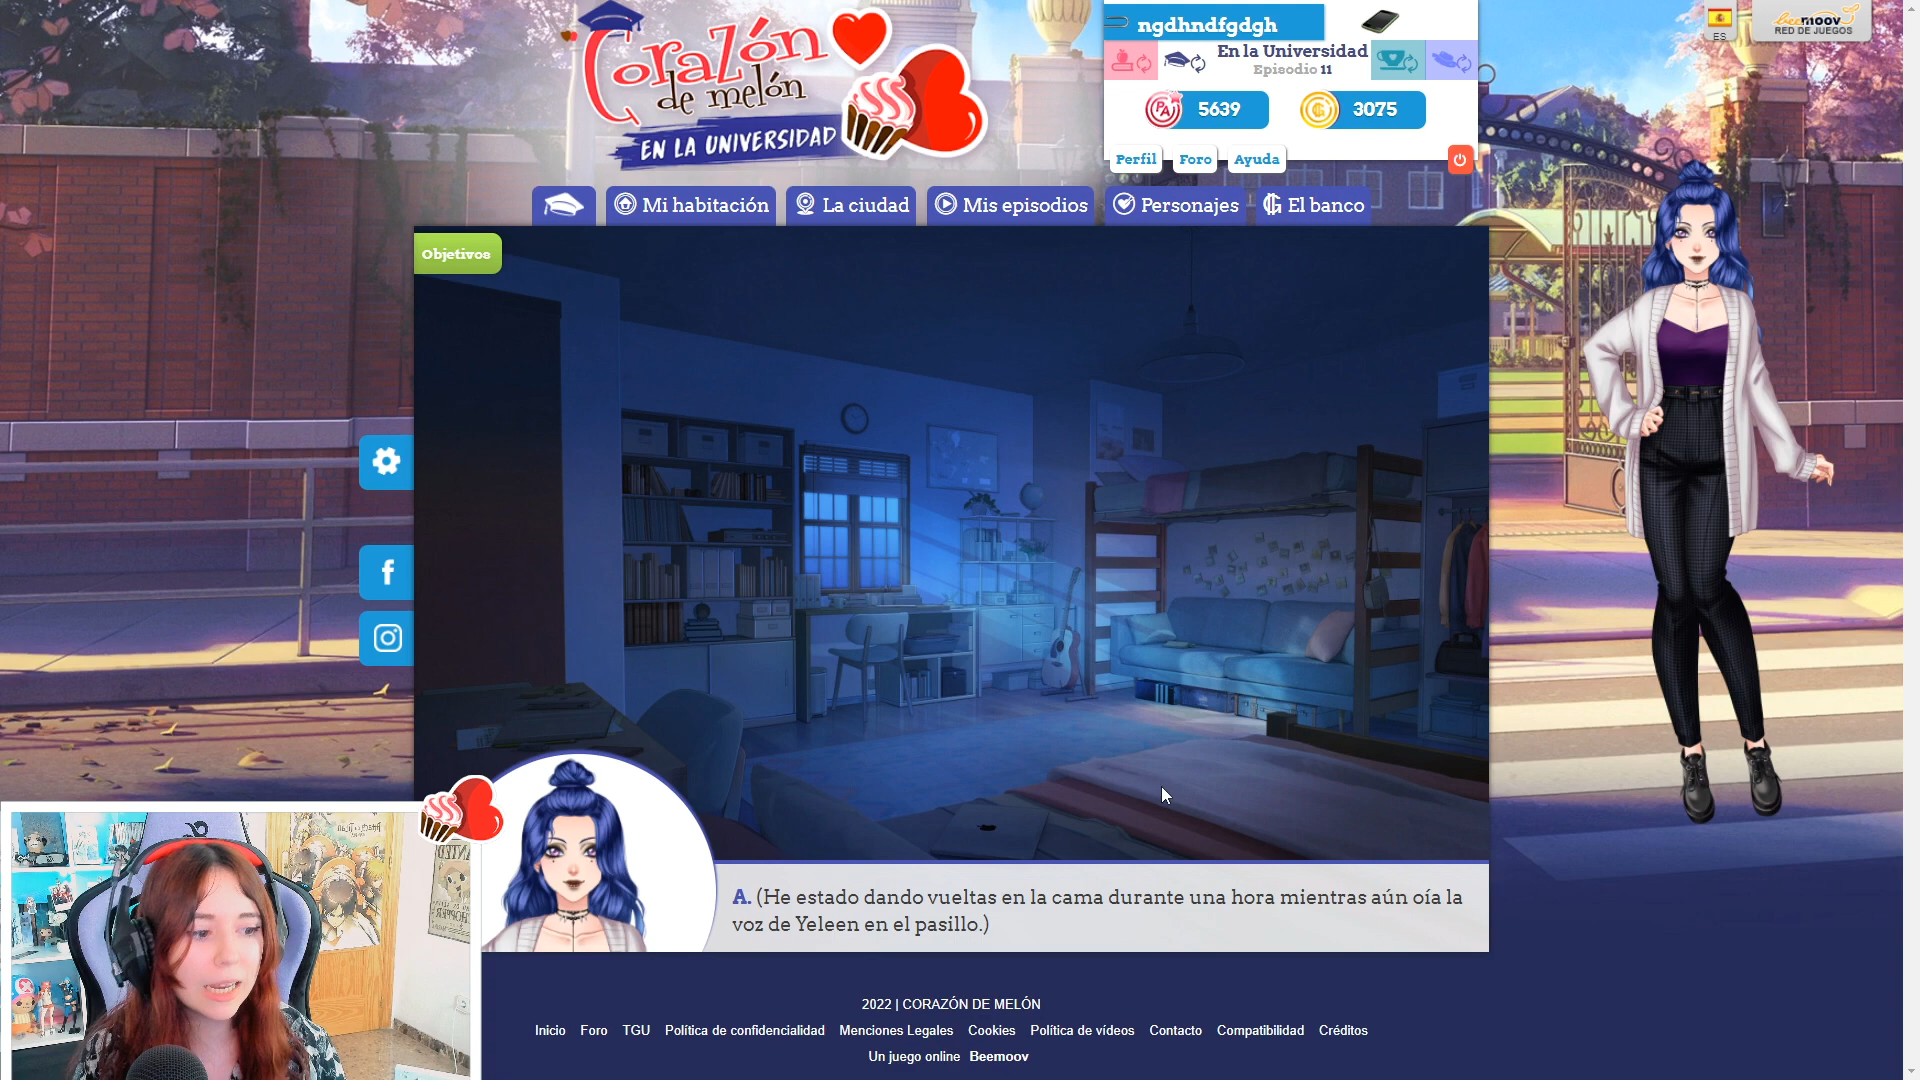 Corazón
de melón
EN LA UNIVERSIDAD
ngdhndfgdgh
En la Universidad
Episodio 11
PA
5639
3075
Perfil
Foro
Ayuda
ES
beemoov
RED DE JUEGOS
Mi habitación
La ciudad
Mis episodios
Personajes
El banco
Objetivos
A. (He estado dando vueltas en la cama durante una hora mientras aún oía la
voz de Yeleen en el pasillo.)
2022 | CORAZÓN DE MELÓN
Inicio Foro TGU Política de confidencialidad Menciones Legales Cookies Política de vídeos Contacto Compatibilidad Créditos
Un juego online Beemoov